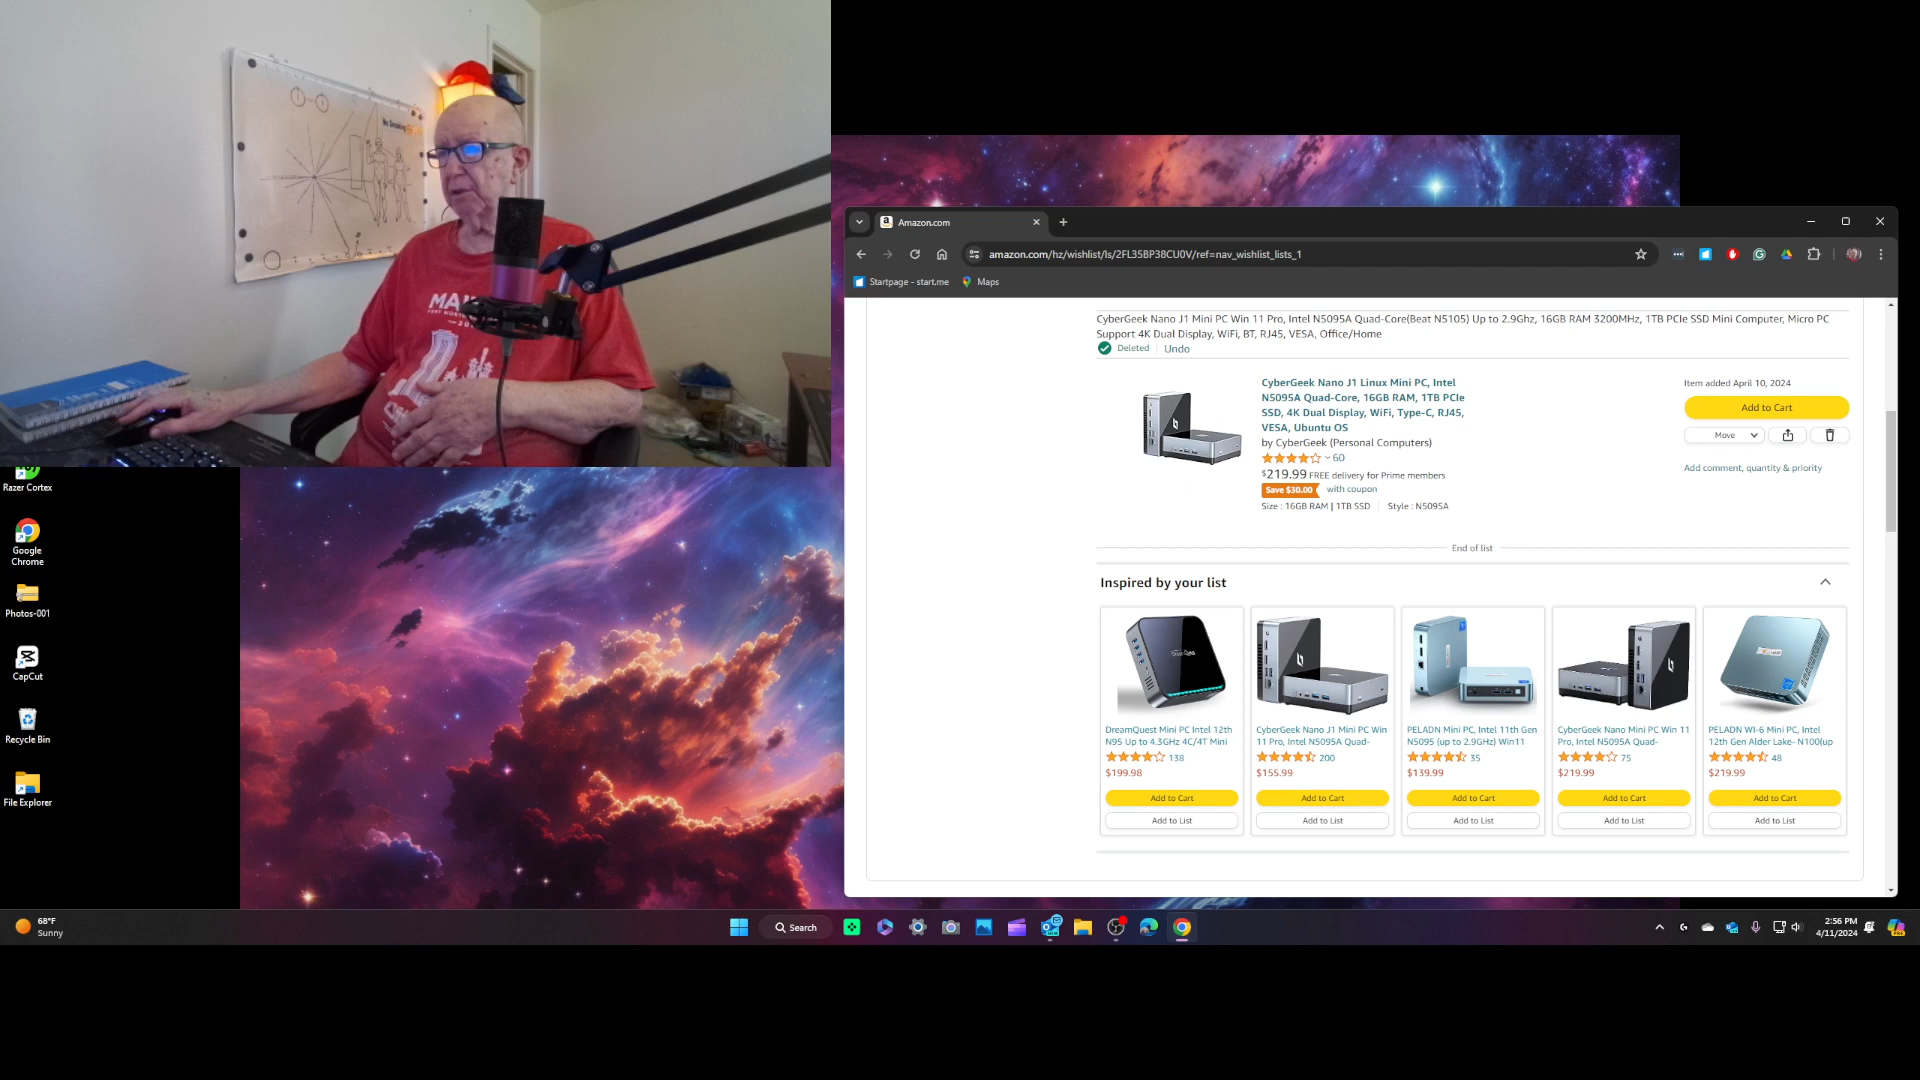 No Smoking
MAI
FORT WORTH
Razer Cortex
Google
Chrome
Photos-001
CapCut
Recycle Bin
File Explorer
Amazon.com
amazon.com/hz/wishlist/ls/2FL35BP38CU0V/ref=nav_wishlist_lists_1
Startpage - start.me
Maps
CyberGeek Nano J1 Mini PC Win 11 Pro, Intel N5095A Quad-Core(Beat N5105) Up to 2.9Ghz, 16GB RAM 3200MHz, 1TB PCIe SSD Mini Computer, Micro PC
Support 4K Dual Display, WiFi, BT, RJ45, VESA, Office/Home
Deleted | Undo
CyberGeek Nano J1 Linux Mini PC, Intel
N5095A Quad-Core, 16GB RAM, 1TB PCIe
SSD, 4K Dual Display, WiFi, Type-C, RJ45,
VESA, Ubuntu OS
by CyberGeek (Personal Computers)
60
$219.99 FREE delivery for Prime members
Save $30.00 with coupon
Size : 16GB RAM | 1TB SSD | Style : N5095A
Item added April 10, 2024
Add to Cart
Move
Add comment, quantity & priority
End of list
Inspired by your list
DreamQuest Mini PC Intel 12th
N95 Up to 4.3GHz 4C/4T Mini
138
$199.98
Add to Cart
Add to List
CyberGeek Nano J1 Mini PC Win
11 Pro, Intel N5095A Quad-
200
$155.99
Add to Cart
Add to List
PELADN Mini PC, Intel 11th Gen
N5095 (up to 2.9GHz) Win11
35
$139.99
Add to Cart
Add to List
CyberGeek Nano Mini PC Win 11
Pro, Intel N5095A Quad-
75
$219.99
Add to Cart
Add to List
PELADN WI-6 Mini PC, Intel
12th Gen Alder Lake- N100(up
48
$219.99
Add to Cart
Add to List
68°F
Sunny
Search
2:56 PM
4/11/2024